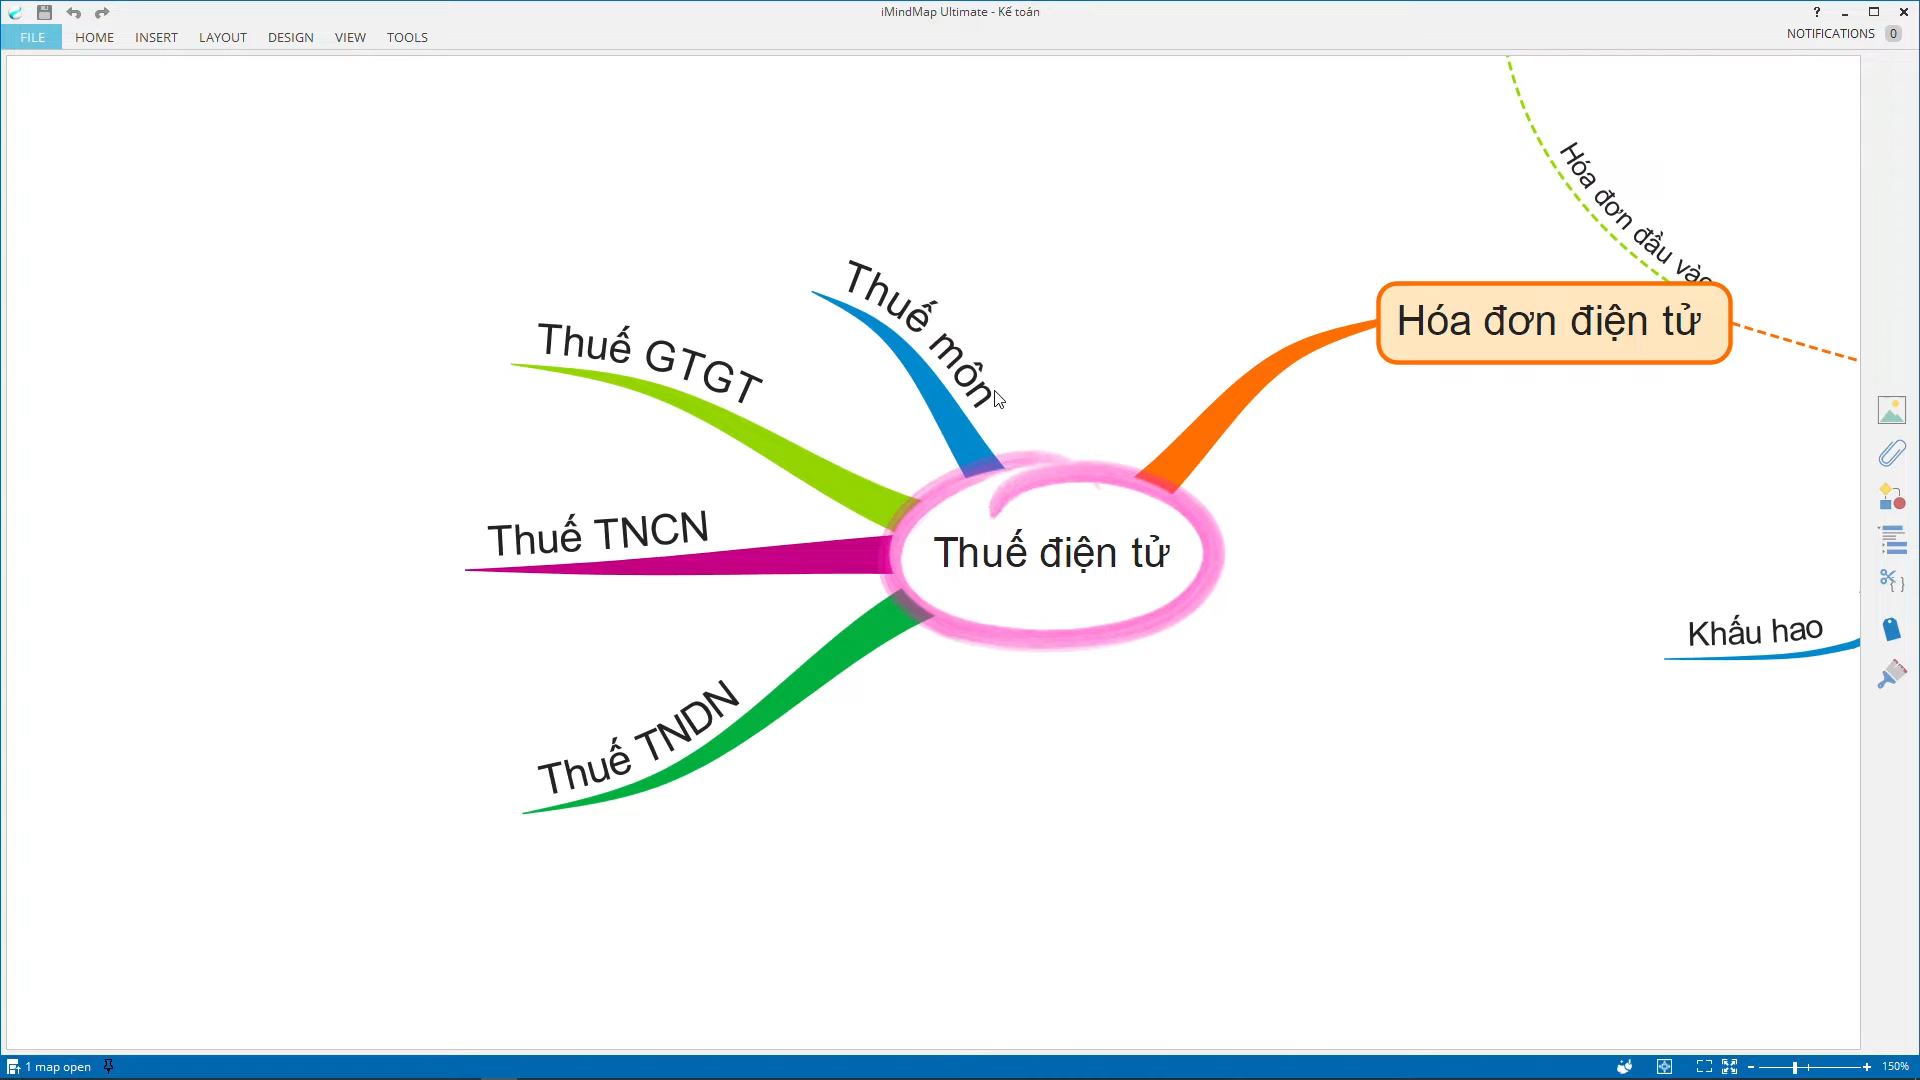 iMindMap Ultimate - Kế toán
?
FILE HOME INSERT LAYOUT DESIGN VIEW TOOLS
NOTIFICATIONS 0
Hóa đơn đầu vào
Hóa đơn điện tử
Thuế môn
Thuế GTGT
Thuế TNCN
Thuế điện tử
Thuế TNDN
Khấu hao
1 map open
150%